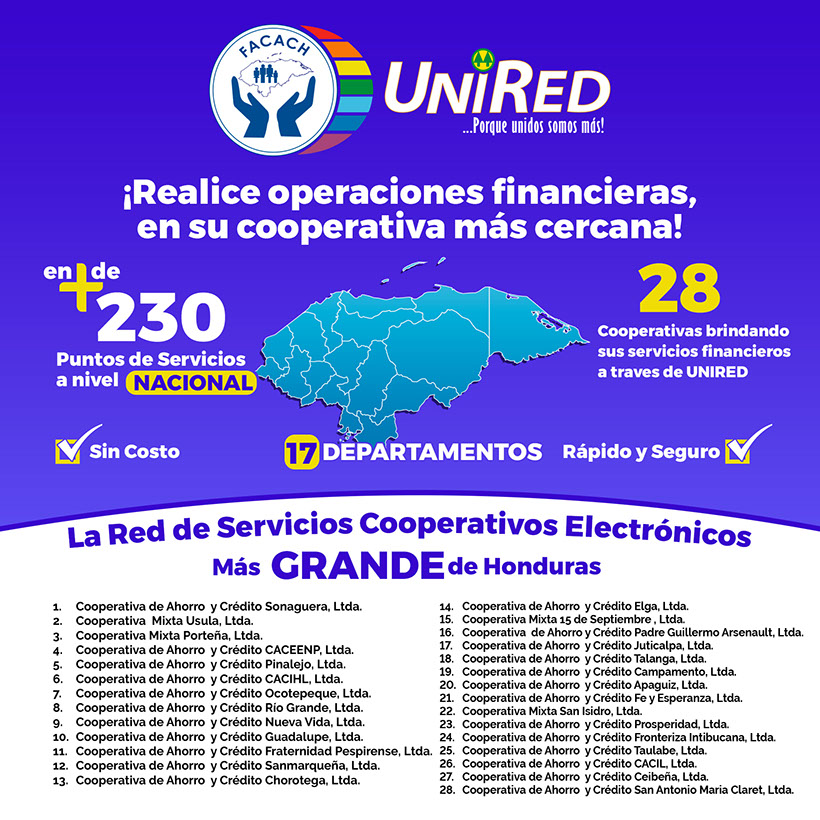 FACACH
UNIRED
...Porque unidos somos más!
¡Realice operaciones financieras,
en su cooperativa más cercana!
en + de
230
Puntos de Servicios
a nivel NACIONAL
28
Cooperativas brindando
sus servicios financieros
a traves de UNIRED
Sin Costo
17 DEPARTAMENTOS
Rápido y Seguro
La Red de Servicios Cooperativos Electrónicos
Más GRANDE de Honduras
1. Cooperativa de Ahorro y Crédito Sonaguera, Ltda.
2. Cooperativa Mixta Usula, Ltda.
3. Cooperativa Mixta Porteña, Ltda.
4. Cooperativa de Ahorro y Crédito CACEENP, Ltda.
5. Cooperativa de Ahorro y Crédito Pinalejo, Ltda.
6. Cooperativa de Ahorro y Crédito CACIHL, Ltda.
7. Cooperativa de Ahorro y Crédito Ocotepeque, Ltda.
8. Cooperativa de Ahorro y Crédito Río Grande, Ltda.
9. Cooperativa de Ahorro y Crédito Nueva Vida, Ltda.
10. Cooperativa de Ahorro y Crédito Guadalupe, Ltda.
11. Cooperativa de Ahorro y Crédito Fraternidad Pespirense, Ltda.
12. Cooperativa de Ahorro y Crédito Sanmarqueña, Ltda.
13. Cooperativa de Ahorro y Crédito Chorotega, Ltda.
14. Cooperativa de Ahorro y Crédito Elga, Ltda.
15. Cooperativa Mixta 15 de Septiembre , Ltda.
16. Cooperativa de Ahorro y Crédito Padre Guillermo Arsenault, Ltda.
17. Cooperativa de Ahorro y Crédito Juticalpa, Ltda.
18. Cooperativa de Ahorro y Crédito Talanga, Ltda.
19. Cooperativa de Ahorro y Crédito Campamento, Ltda.
20. Cooperativa de Ahorro y Crédito Apaguiz, Ltda.
21. Cooperativa de Ahorro y Crédito Fe y Esperanza, Ltda.
22. Cooperativa Mixta San Isidro, Ltda.
23. Cooperativa de Ahorro y Crédito Prosperidad, Ltda.
24. Cooperativa de Ahorro y Crédito Fronteriza Intibucana, Ltda.
25. Cooperativa de Ahorro y Crédito Taulabe, Ltda.
26. Cooperativa de Ahorro y Crédito CACIL, Ltda.
27. Cooperativa de Ahorro y Crédito Ceibeña, Ltda.
28. Cooperativa de Ahorro y Crédito San Antonio Maria Claret, Ltda.